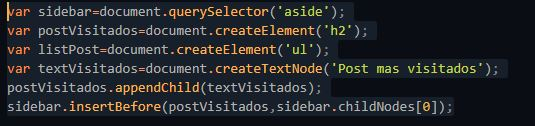 var sidebar=document.querySelector('aside');
var postVisitados=document.createElement('h2');
var listPost=document.createElement('ul');
var textVisitados=document.createTextNode('Post mas visitados');
postVisitados.appendChild(textVisitados);
sidebar.insertBefore(postVisitados,sidebar.childNodes[0]);